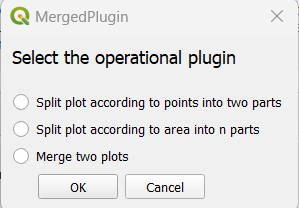 MergedPlugin
Select the operational plugin
Split plot according to points into two parts
Split plot according to area into n parts
Merge two plots
OK Cancel